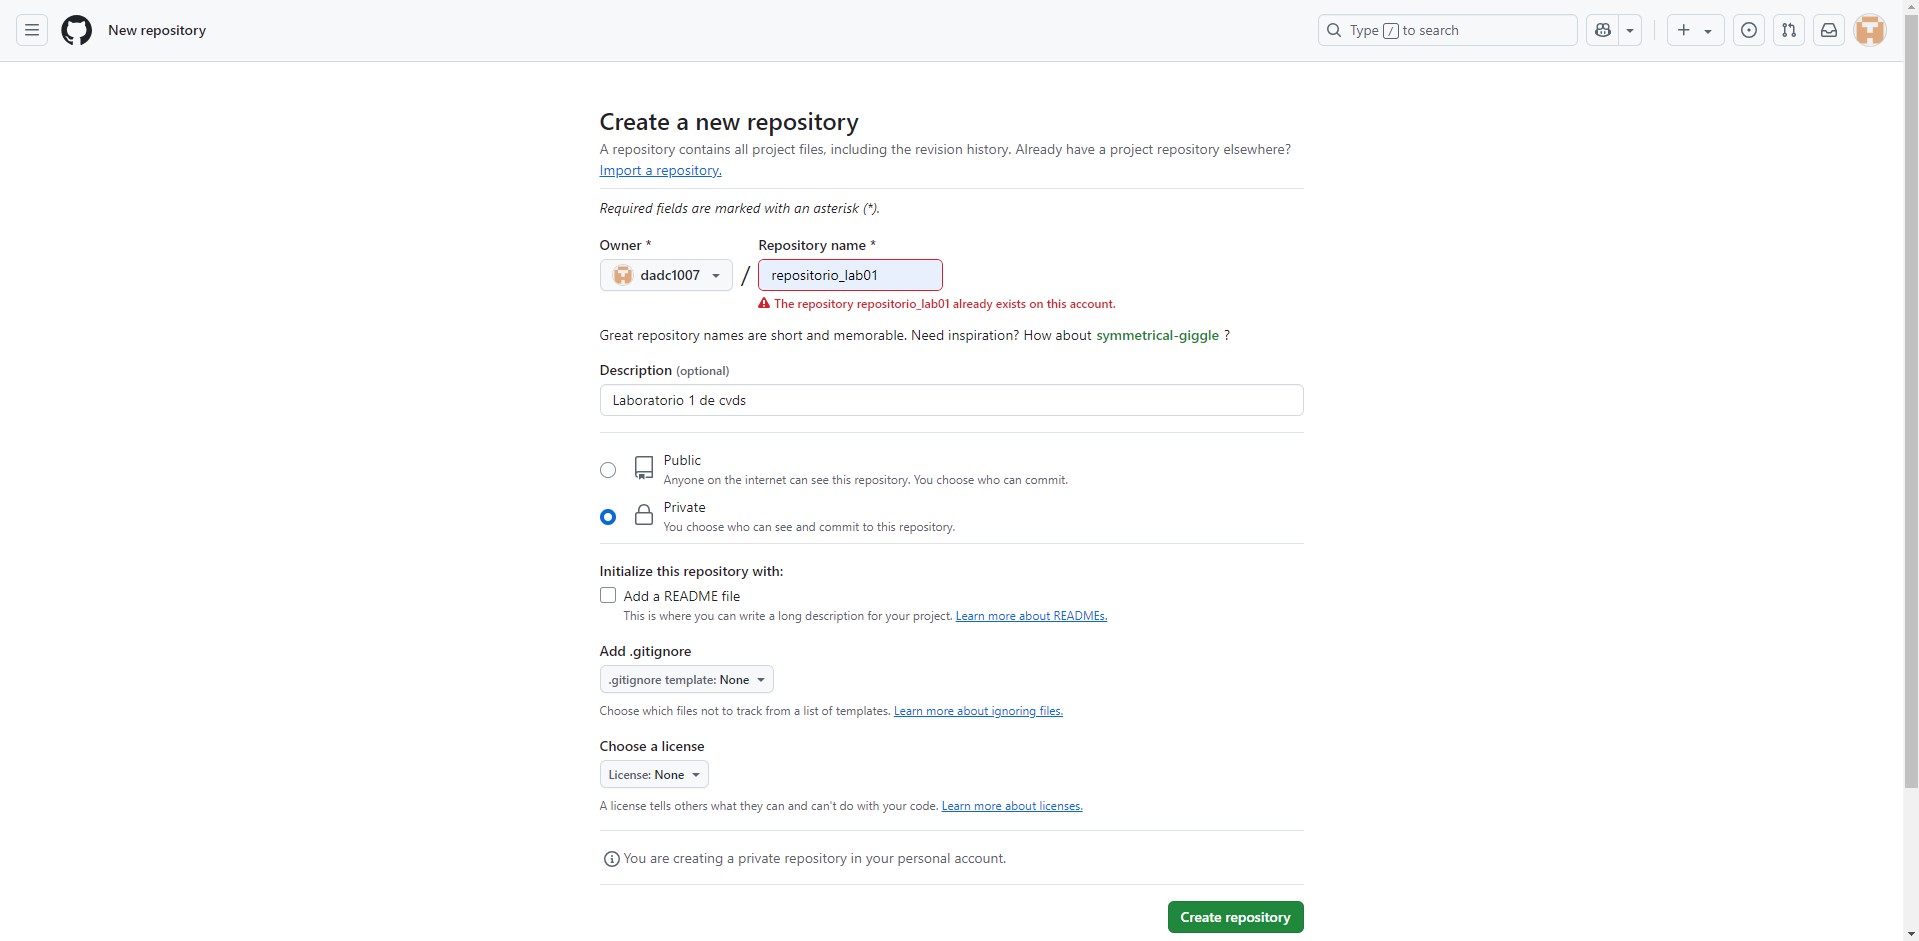 New repository
Type / to search
Create a new repository
A repository contains all project files, including the revision history. Already have a project repository elsewhere?
Import a repository.
Required fields are marked with an asterisk (*).
Owner * Repository name *
dadc1007 / repositorio_lab01
The repository repositorio_lab01 already exists on this account.
Great repository names are short and memorable. Need inspiration? How about symmetrical-giggle ?
Description (optional)
Laboratorio 1 de cvds
Public
Anyone on the internet can see this repository. You choose who can commit.
Private
You choose who can see and commit to this repository.
Initialize this repository with:
Add a README file
This is where you can write a long description for your project. Learn more about READMEs.
Add .gitignore
.gitignore template: None
Choose which files not to track from a list of templates. Learn more about ignoring files.
Choose a license
License: None
A license tells others what they can and can't do with your code. Learn more about licenses.
You are creating a private repository in your personal account.
Create repository